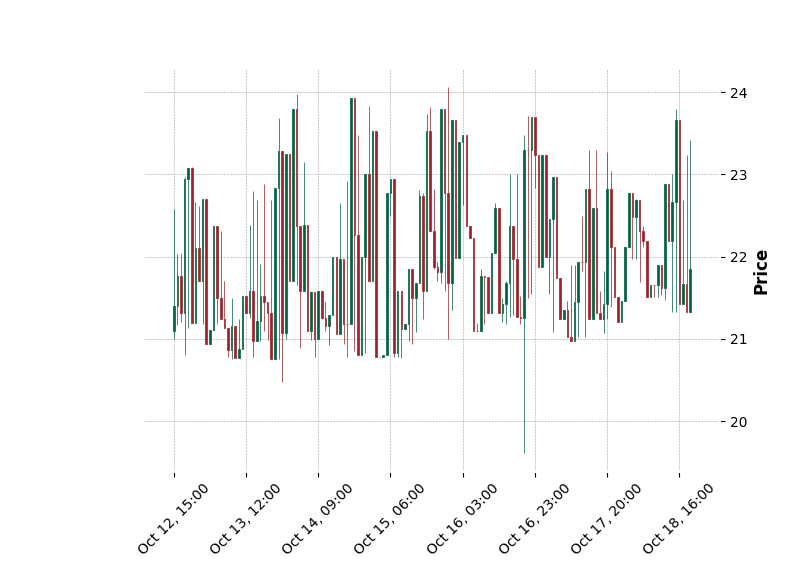 24
23
22
21
20
Price
Oct 12, 15:00
Oct 13, 12:00
Oct 14, 09:00
Oct 15, 06:00
Oct 16, 03:00
Oct 16, 23:00
Oct 17, 20:00
Oct 18, 16:00